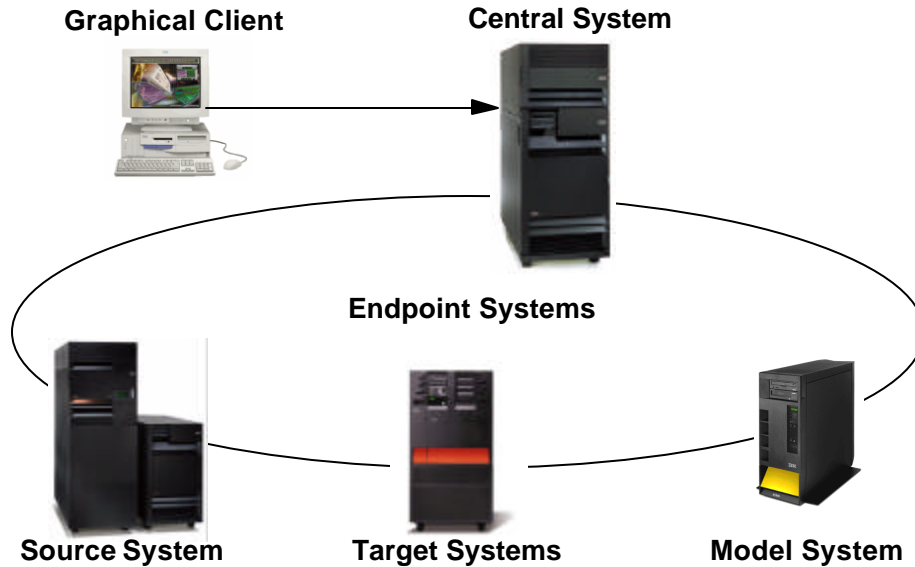 Graphical Client
Central System
Endpoint Systems
Source System
Target Systems
Model System